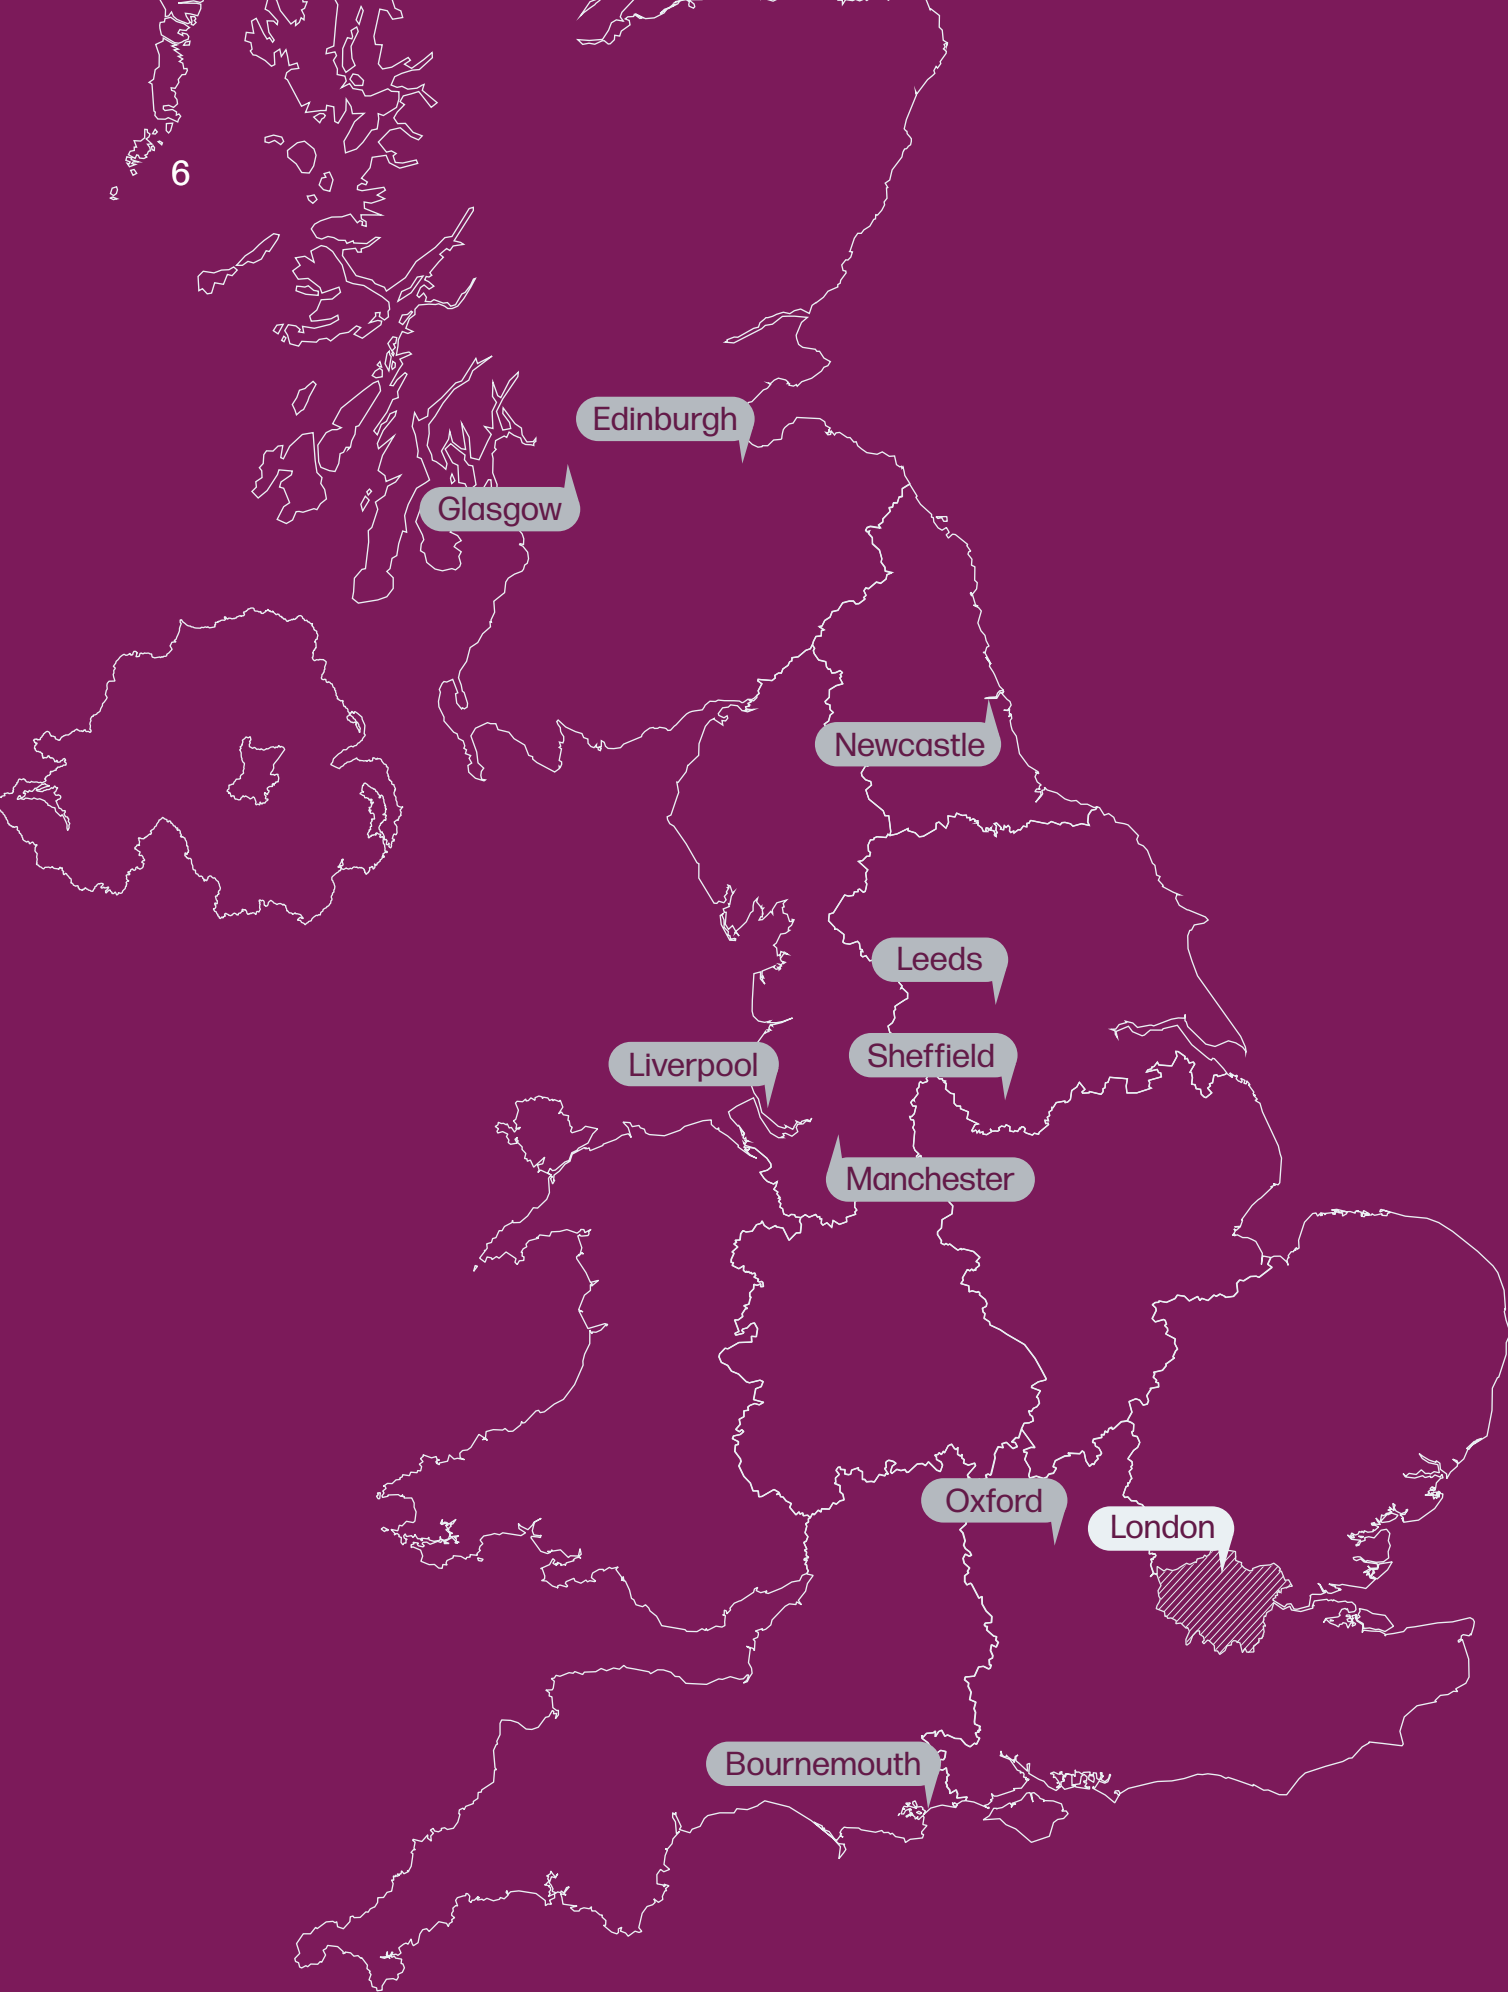 6
Edinburgh
Glasgow
Newcastle
Leeds
Sheffield
Liverpool
Manchester
Oxford
London
Bournemouth